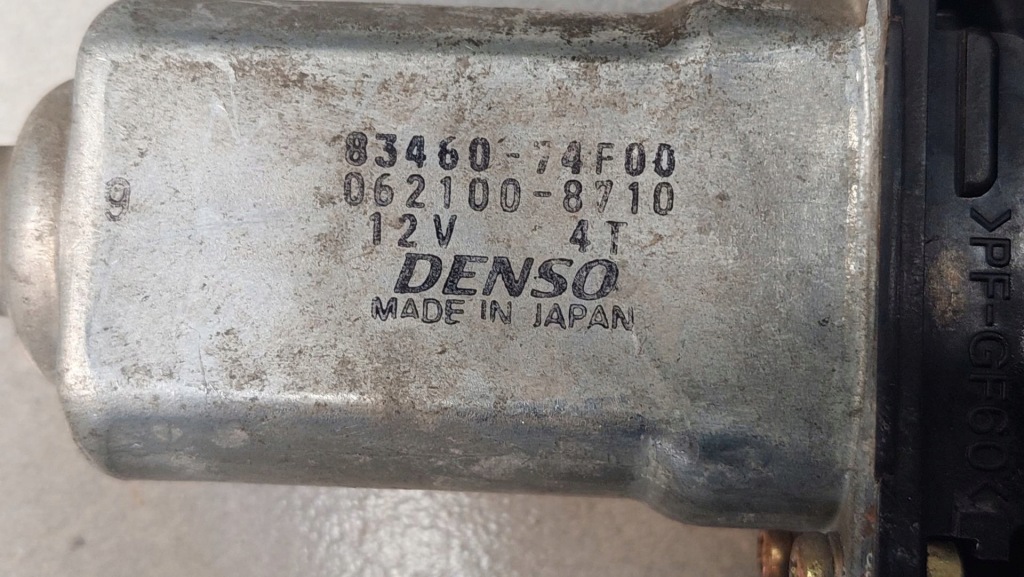 83460-74F00
062100-8710
12V 4T
DENSO
MADE IN JAPAN
9
>PF-GF60<